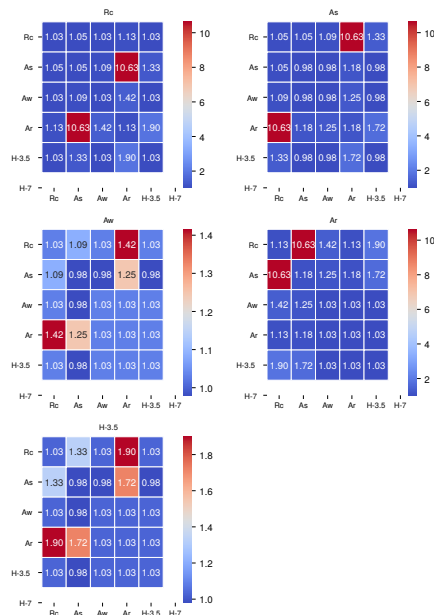 Rc
Rc 1.03 1.05 1.03 1.13 1.03
As 1.05 1.05 1.09 10.63 1.33
Aw 1.03 1.09 1.03 1.42 1.03
Ar 1.13 10.63 1.42 1.13 1.90
H-3.5 1.03 1.33 1.03 1.90 1.03
H-7
Rc As Aw Ar H-3.5 H-7
10
8
6
4
2
As
Rc 1.05 1.05 1.09 10.63 1.33
As 1.05 0.98 0.98 1.18 0.98
Aw 1.09 0.98 0.98 1.25 0.98
Ar 10.63 1.18 1.25 1.18 1.72
H-3.5 1.33 0.98 0.98 1.72 0.98
H-7
Rc As Aw Ar H-3.5 H-7
10
8
6
4
2
Aw
Rc 1.03 1.09 1.03 1.42 1.03
As 1.09 0.98 0.98 1.25 0.98
Aw 1.03 0.98 1.03 1.03 1.03
Ar 1.42 1.25 1.03 1.03 1.03
H-3.5 1.03 0.98 1.03 1.03 1.03
H-7
Rc As Aw Ar H-3.5 H-7
1.4
1.3
1.2
1.1
1.0
Ar
Rc 1.13 10.63 1.42 1.13 1.90
As 10.63 1.18 1.25 1.18 1.72
Aw 1.42 1.25 1.03 1.03 1.03
Ar 1.13 1.18 1.03 1.03 1.03
H-3.5 1.90 1.72 1.03 1.03 1.03
H-7
Rc As Aw Ar H-3.5 H-7
10
8
6
4
2
H-3.5
Rc 1.03 1.33 1.03 1.90 1.03
As 1.33 0.98 0.98 1.72 0.98
Aw 1.03 0.98 1.03 1.03 1.03
Ar 1.90 1.72 1.03 1.03 1.03
H-3.5 1.03 0.98 1.03 1.03 1.03
H-7
Rc As Aw Ar H-3.5 H-7
1.8
1.6
1.4
1.2
1.0